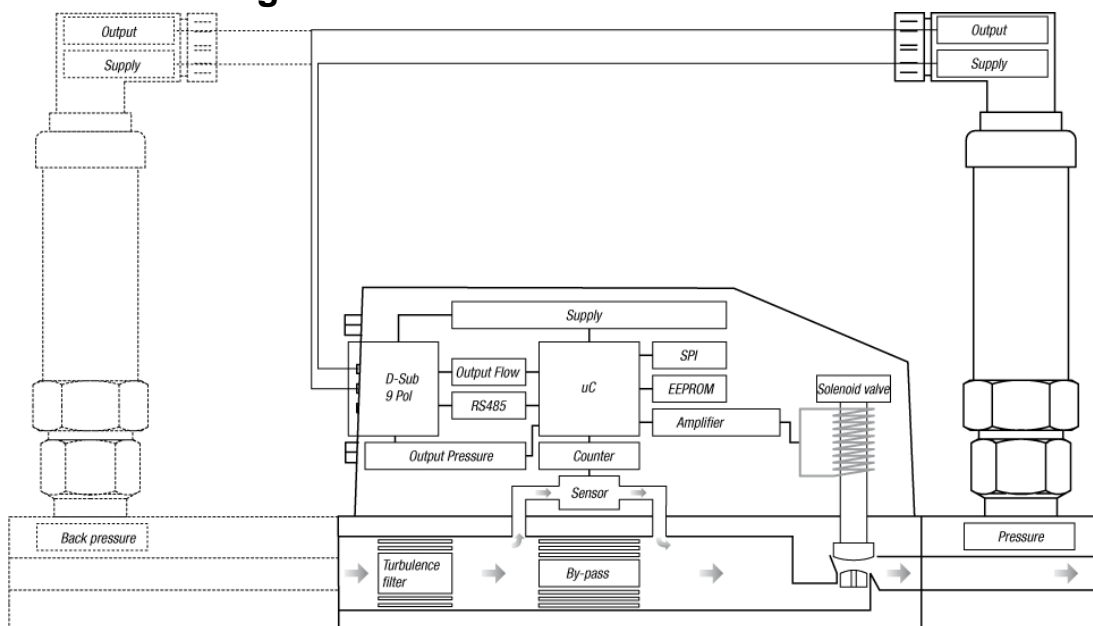 Output
Supply
Output
Supply
Supply
D-Sub
9 Pol
Output Flow
RS485
uC
SPI
EEPROM
Amplifier
Solenoid valve
Output Pressure
Counter
Sensor
Back pressure
Pressure
Turbulence
filter
By-pass